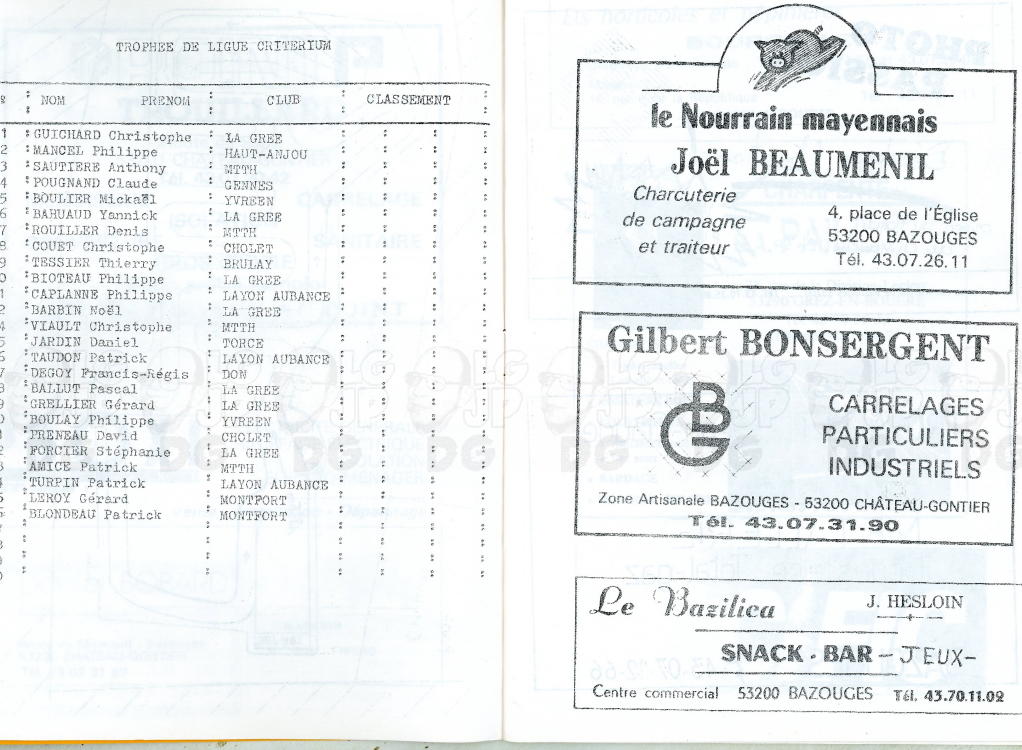 TROPHEE DE LIGUE CRITERIUM
NOM PRENOM CLUB CLASSEMENT
1 GUICHARD Christophe LA GREE
2 MANCEL Philippe HAUT-ANJOU
3 SAUTIERE Anthony MTTH
4 POUGNAND Claude GENNES
5 BOULIER Mickaël YVREEN
6 BAHUAUD Yannick LA GREE
7 ROUILLER Denis MTTH
8 COUET Christophe CHOLET
9 TESSIER Thierry BRULAY
0 BIOTEAU Philippe LA GREE
1 CAPLANNE Philippe LAYON AUBANCE
2 BARBIN Noël LA GREE
4 VIAULT Christophe MTTH
5 JARDIN Daniel TORCE
6 TAUDON Patrick LAYON AUBANCE
7 DEGOY Francis-Régis DON
8 BALLUT Pascal LA GREE
9 GRELLIER Gérard LA GREE
0 BOULAY Philippe YVREEN
PRENEAU David CHOLET
2 FORCIER Stéphanie LA GREE
3 AMICE Patrick MTTH
4 TURPIN Patrick LAYON AUBANCE
5 LEROY Gérard MONTFORT
BLONDEAU Patrick MONTFORT
le Nourrain mayennais
Joël BEAUMENIL
Charcuterie
de campagne
et traiteur
4, place de l'Église
53200 BAZOUGES
Tél. 43.07.26.11
Gilbert BONSERGENT
GB
CARRELAGES
PARTICULIERS
INDUSTRIELS
Zone Artisanale BAZOUGES - 53200 CHÂTEAU-GONTIER
Tél. 43.07.31.90
Le Bazilica J. HESLOIN
SNACK - BAR - JEUX -
Centre commercial 53200 BAZOUGES Tél. 43.70.11.02